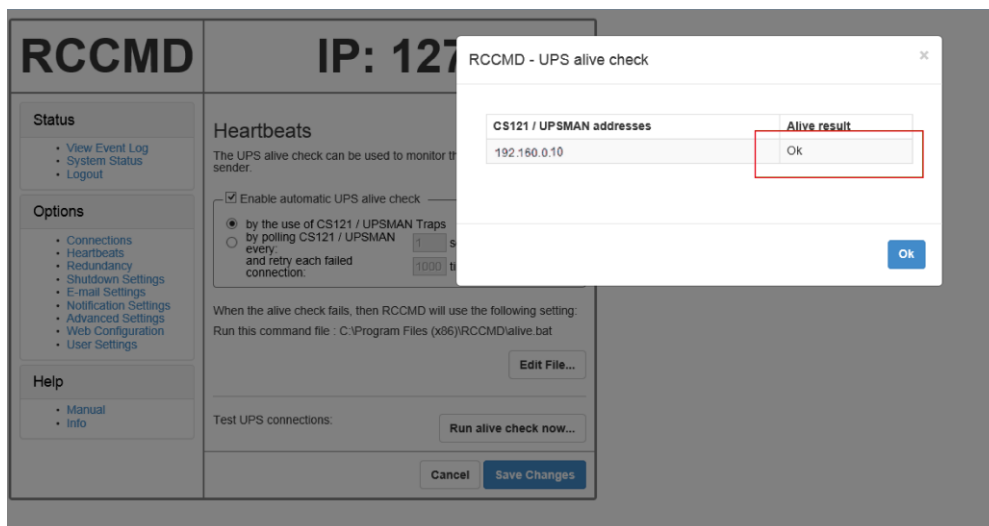 RCCMD
IP: 127
Status
View Event Log
System Status
Logout
Options
Connections
Heartbeats
Redundancy
Shutdown Settings
E-mail Settings
Notification Settings
Advanced Settings
Web Configuration
User Settings
Help
Manual
Info
Heartbeats
The UPS alive check can be used to monitor th
sender.
Enable automatic UPS alive check
by the use of CS121 / UPSMAN Traps
by polling CS121 / UPSMAN
every:
1 s
and retry each failed
connection:
1000 ti
When the alive check fails, then RCCMD will use the following setting:
Run this command file : C:\Program Files (x86)\RCCMD\alive.bat
Edit File...
Test UPS connections:
Run alive check now...
Cancel
Save Changes
RCCMD - UPS alive check
×
CS121 / UPSMAN addresses
Alive result
192.160.0.10
Ok
Ok